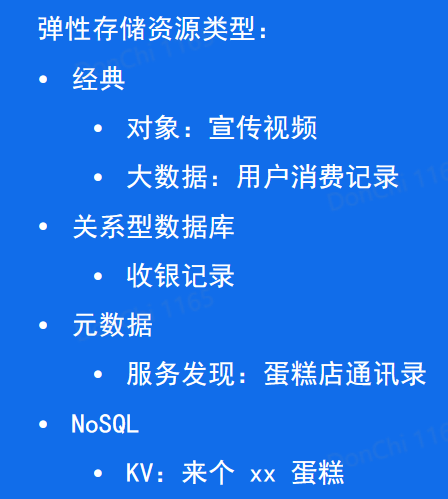 弹性存储资源类型：
• 经典
• 对象：宣传视频
• 大数据：用户消费记录
• 关系型数据库
• 收银记录
• 元数据
• 服务发现：蛋糕店通讯录
• NoSQL
• KV：来个 xx 蛋糕